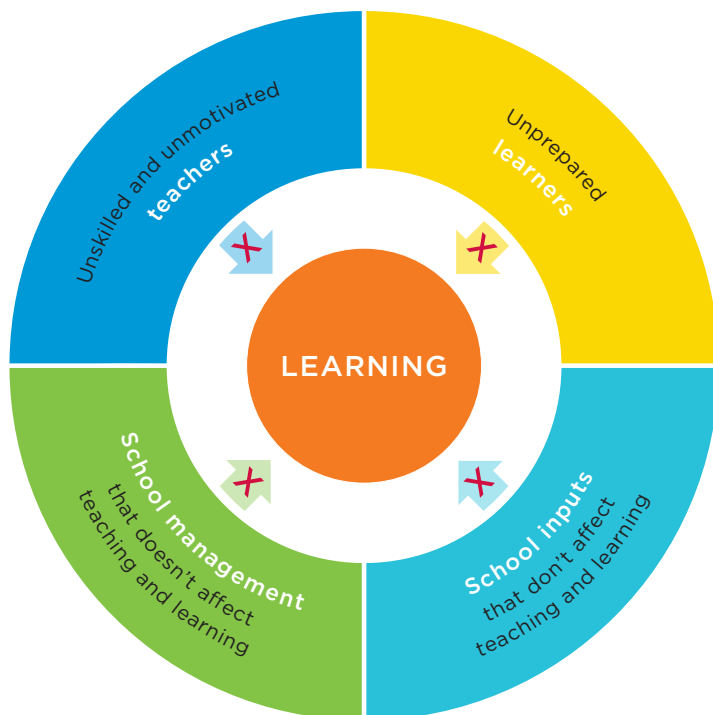 Unskilled and unmotivated
teachers
Unprepared
learners
LEARNING
School management
that doesn't affect
teaching and learning
School inputs
that don't affect
teaching and learning